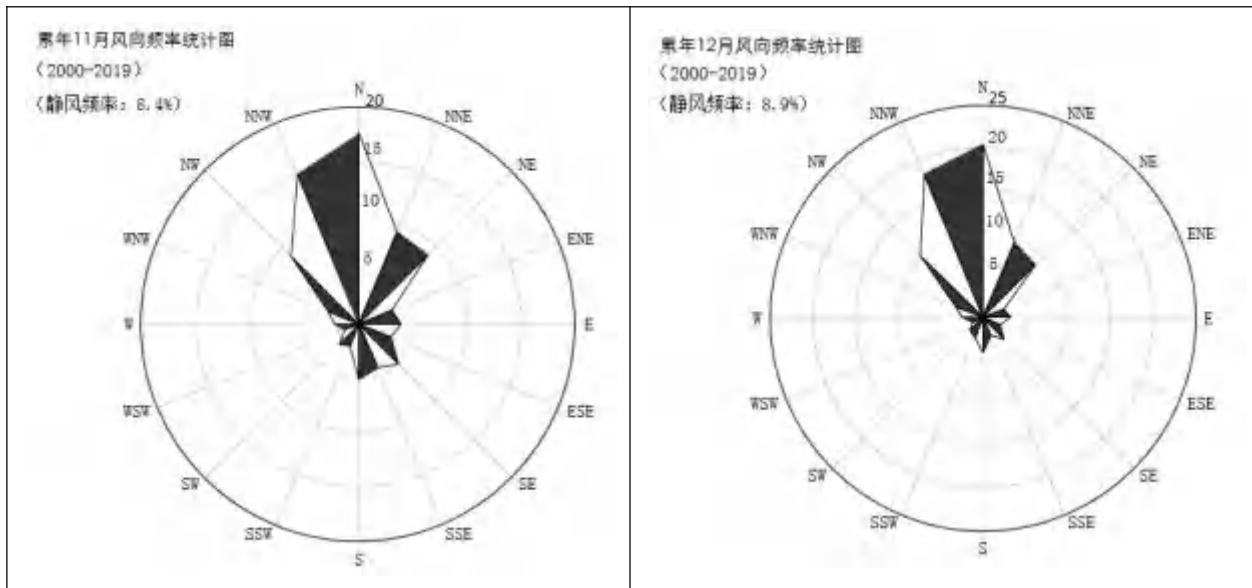 累年11月风向频率统计图
(2000-2019)
(静风频率: 8.4%)
N
20
NNW
NNE
NW
15
NE
10
WNW
ENE
5
W
E
WSW
ESE
SW
SE
SSW
SSE
S
累年12月风向频率统计图
(2000-2019)
(静风频率: 8.9%)
N
25
NNW
NNE
20
NW
NE
15
10
WNW
ENE
5
W
E
WSW
ESE
SW
SE
SSW
SSE
S